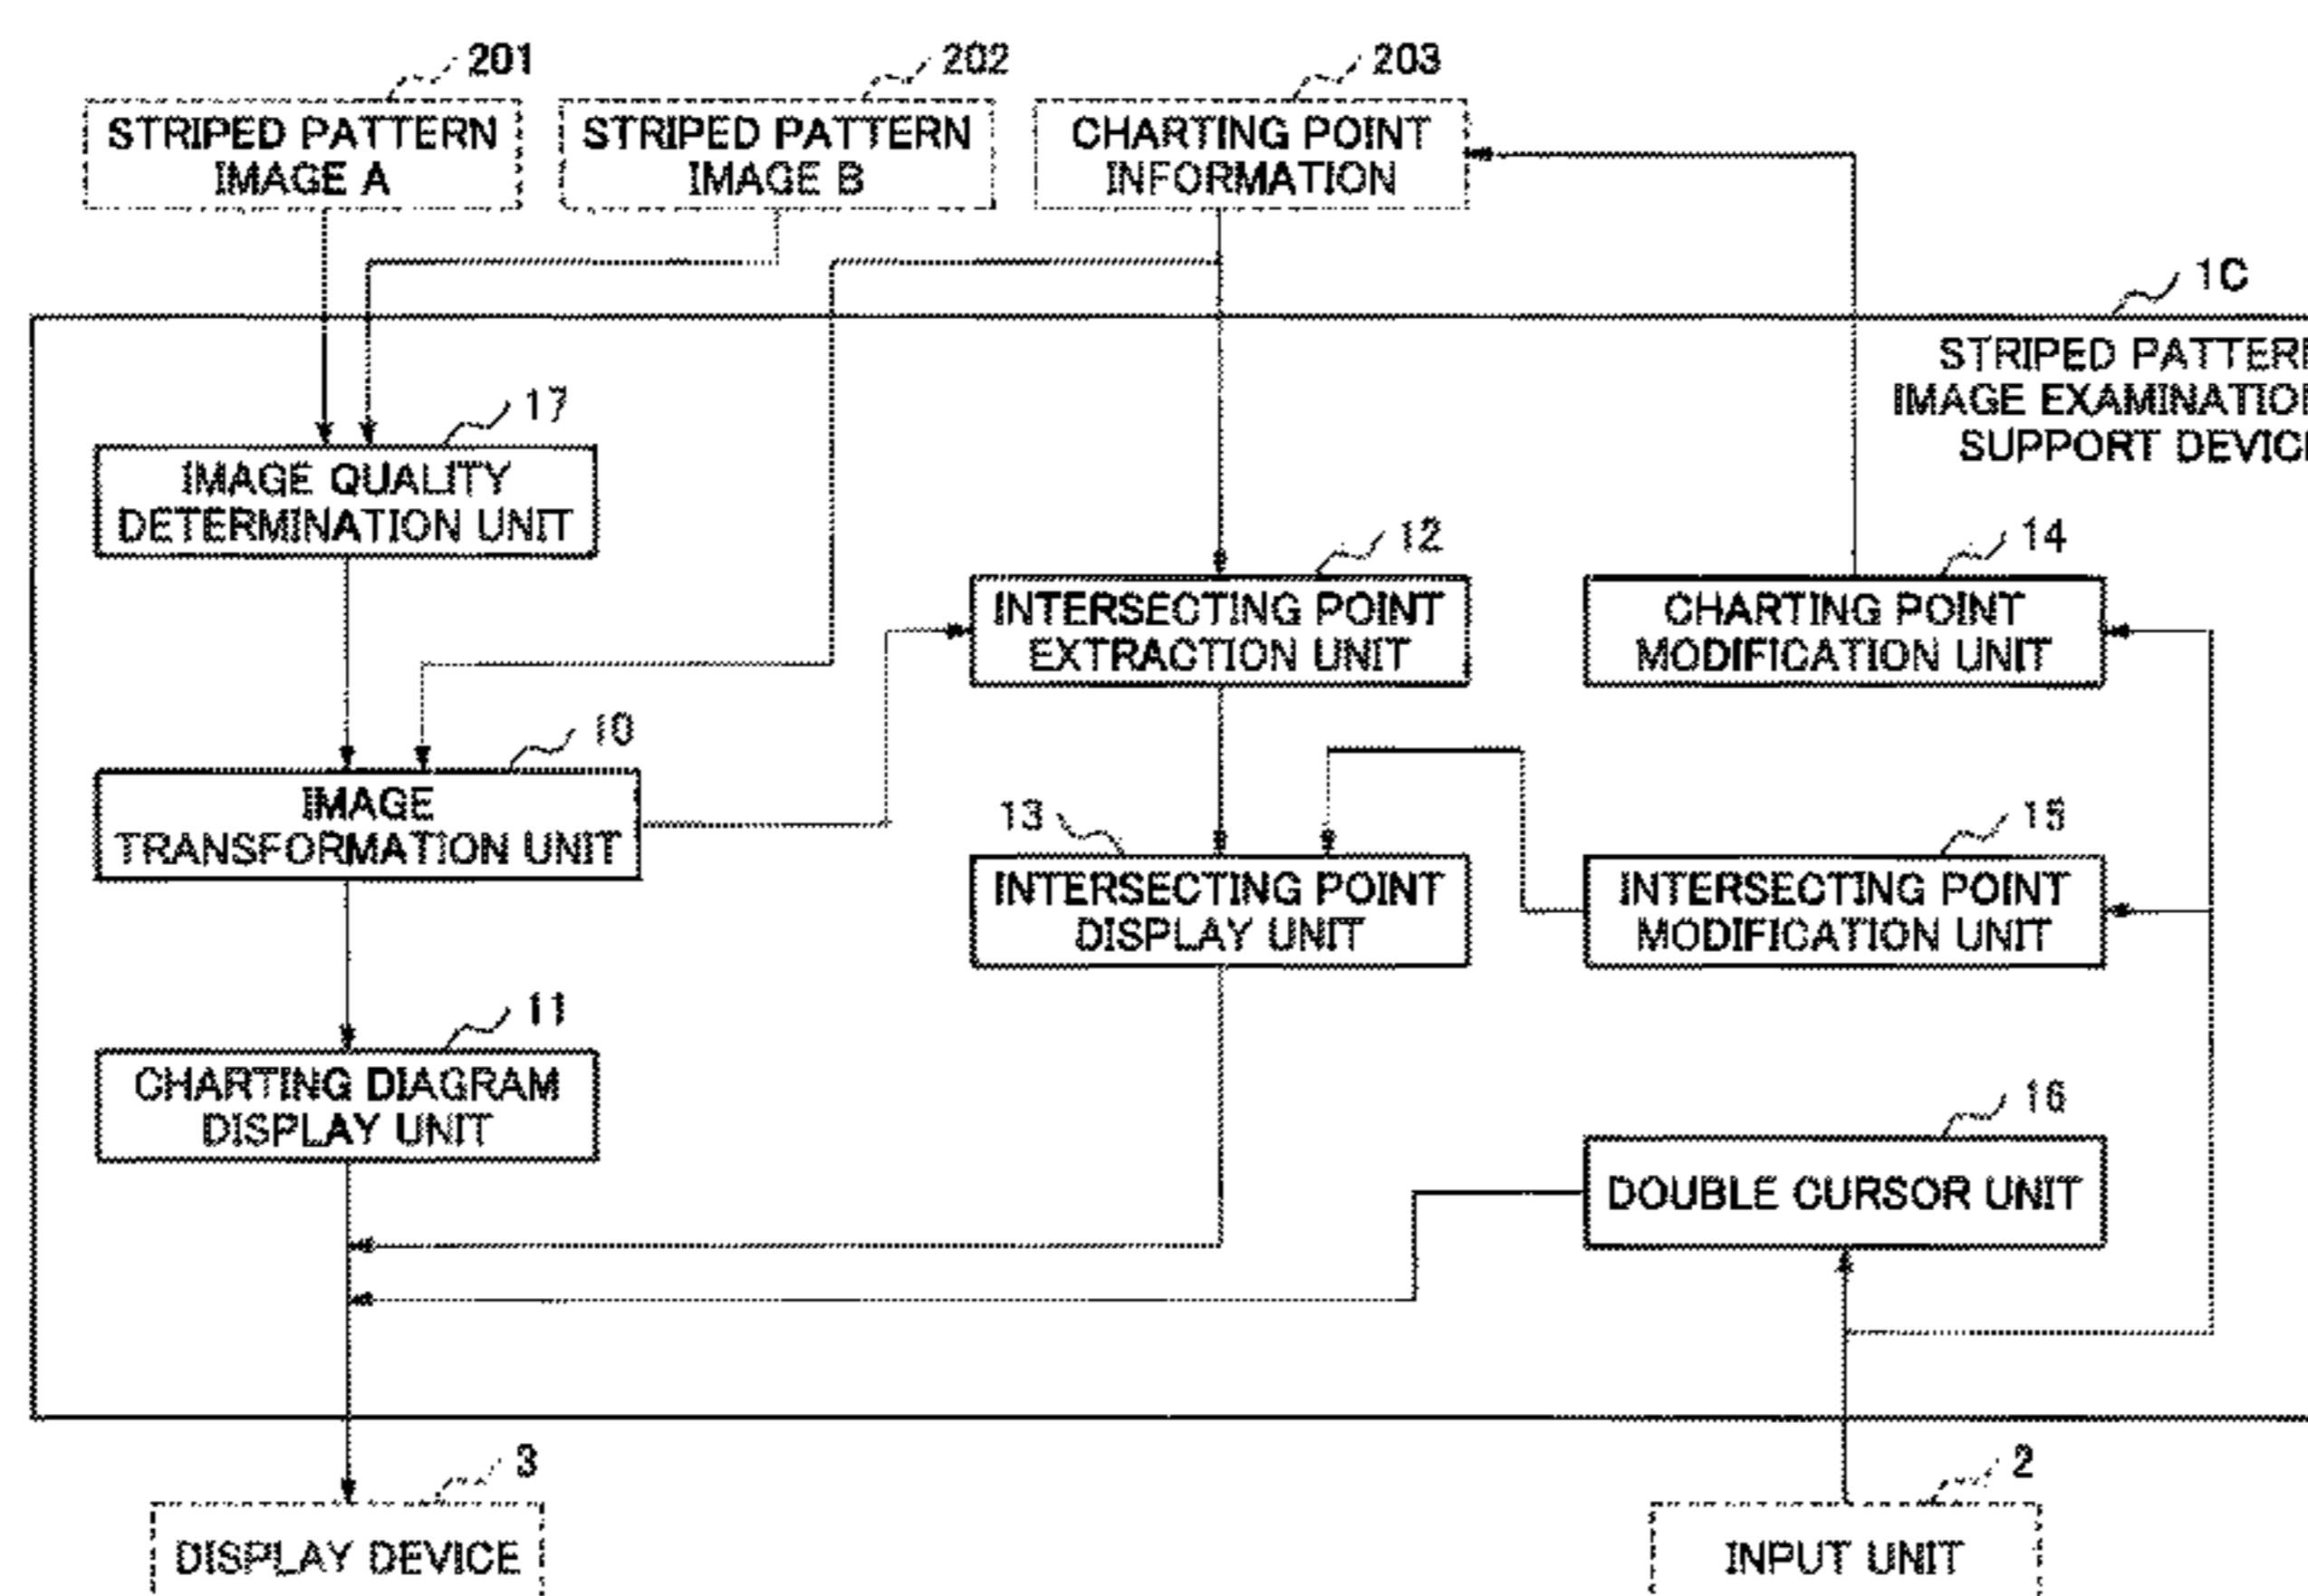 201
202
203
STRIPED PATTERN
IMAGE A
STRIPED PATTERN
IMAGE B
CHARTING POINT
INFORMATION
1C
STRIPED PATTERN
IMAGE EXAMINATION
SUPPORT DEVICE
17
IMAGE QUALITY
DETERMINATION UNIT
12
14
INTERSECTING POINT
EXTRACTION UNIT
CHARTING POINT
MODIFICATION UNIT
10
IMAGE
TRANSFORMATION UNIT
13
15
INTERSECTING POINT
DISPLAY UNIT
INTERSECTING POINT
MODIFICATION UNIT
11
CHARTING DIAGRAM
DISPLAY UNIT
16
DOUBLE CURSOR UNIT
3
2
DISPLAY DEVICE
INPUT UNIT